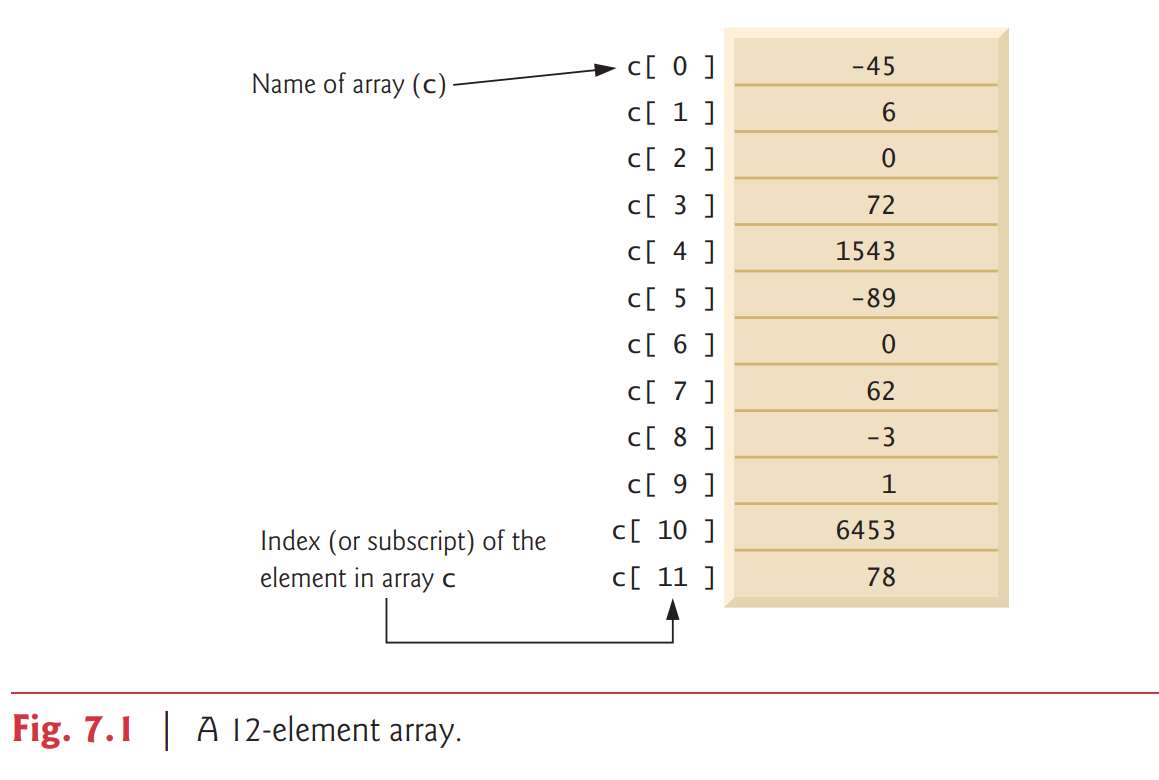 Name of array (c)
c[ 0 ] -45
c[ 1 ] 6
c[ 2 ] 0
c[ 3 ] 72
c[ 4 ] 1543
c[ 5 ] -89
c[ 6 ] 0
c[ 7 ] 62
c[ 8 ] -3
c[ 9 ] 1
c[ 10 ] 6453
c[ 11 ] 78
Index (or subscript) of the
element in array c
Fig. 7.1 | A 12-element array.